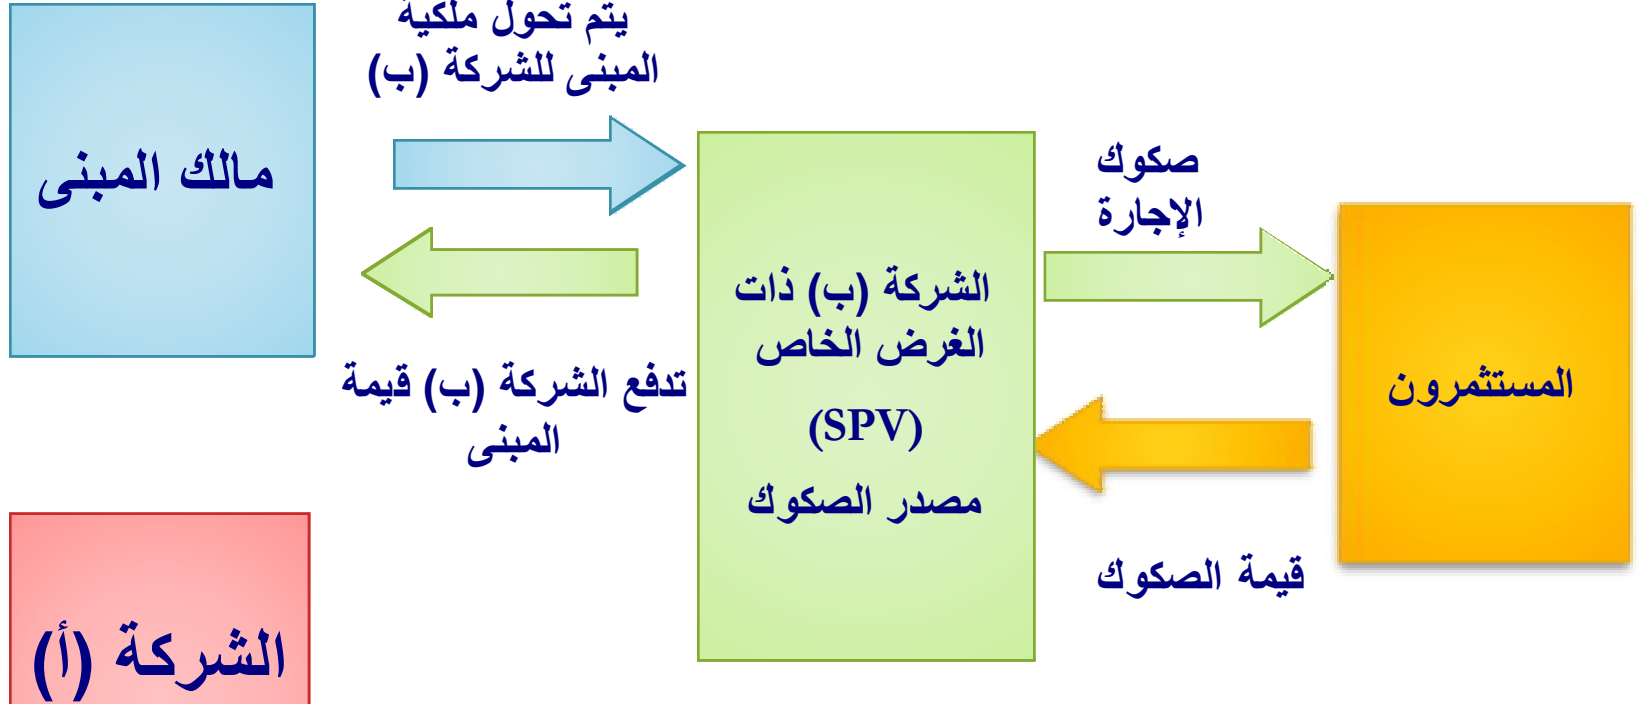 يتم تحول ملكية
المبنى للشركة (ب)
مالك المبنى
صكوك
الإجارة
الشركة (ب) ذات
الغرض الخاص
(SPV)
مصدر الصكوك
المستثمرون
تدفع الشركة (ب) قيمة
المبنى
قيمة الصكوك
الشركة (أ)